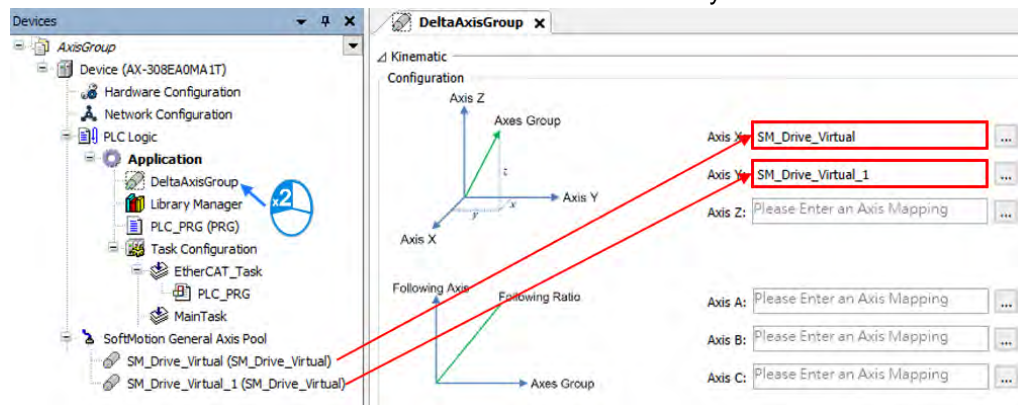 Devices
AxisGroup
Device (AX-308EA0MA1T)
Hardware Configuration
Network Configuration
PLC Logic
Application
DeltaAxisGroup
x2
Library Manager
PLC_PRG (PRG)
Task Configuration
EtherCAT_Task
PLC_PRG
MainTask
SoftMotion General Axis Pool
SM_Drive_Virtual (SM_Drive_Virtual)
SM_Drive_Virtual_1 (SM_Drive_Virtual)
DeltaAxisGroup
Kinematic
Configuration
Axis Z
Axes Group
z
Axis Y
x
y
Axis X
Following Axis
Following Ratio
Axes Group
Axis X: SM_Drive_Virtual ...
Axis Y: SM_Drive_Virtual_1 ...
Axis Z: Please Enter an Axis Mapping ...
Axis A: Please Enter an Axis Mapping ...
Axis B: Please Enter an Axis Mapping ...
Axis C: Please Enter an Axis Mapping ...